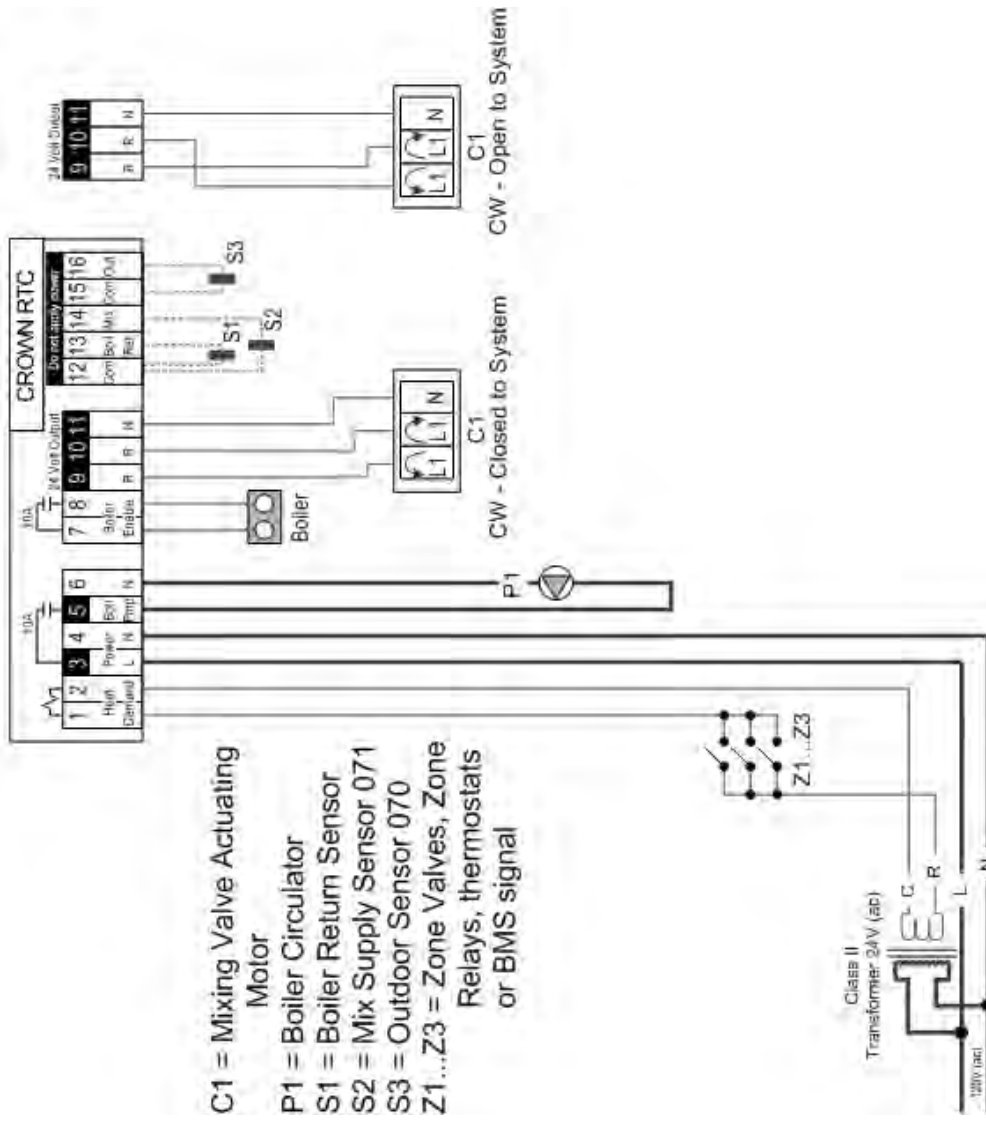 CROWN RTC
10A
10A
24 Volt Output
Do not apply power
24 Volt Output
1 2 3 4 5 6 7 8 9 10 11 12 13 14 15 16
9 10 11
Heat Power Boil Boiler Com Boil Mix Com Out
Demand L N Pmp N Enable R R N Ret
R R N
C1 = Mixing Valve Actuating
Motor
P1 = Boiler Circulator
S1 = Boiler Return Sensor
S2 = Mix Supply Sensor 071
S3 = Outdoor Sensor 070
Z1...Z3 = Zone Valves, Zone
Relays, thermostats
or BMS signal
P1
Boiler
S1
S2
S3
L1 L1 N
C1
CW - Closed to System
L1 L1 N
C1
CW - Open to System
Z1...Z3
Class II
Transformer 24V (ac)
C
R
L
N
120V (ac)